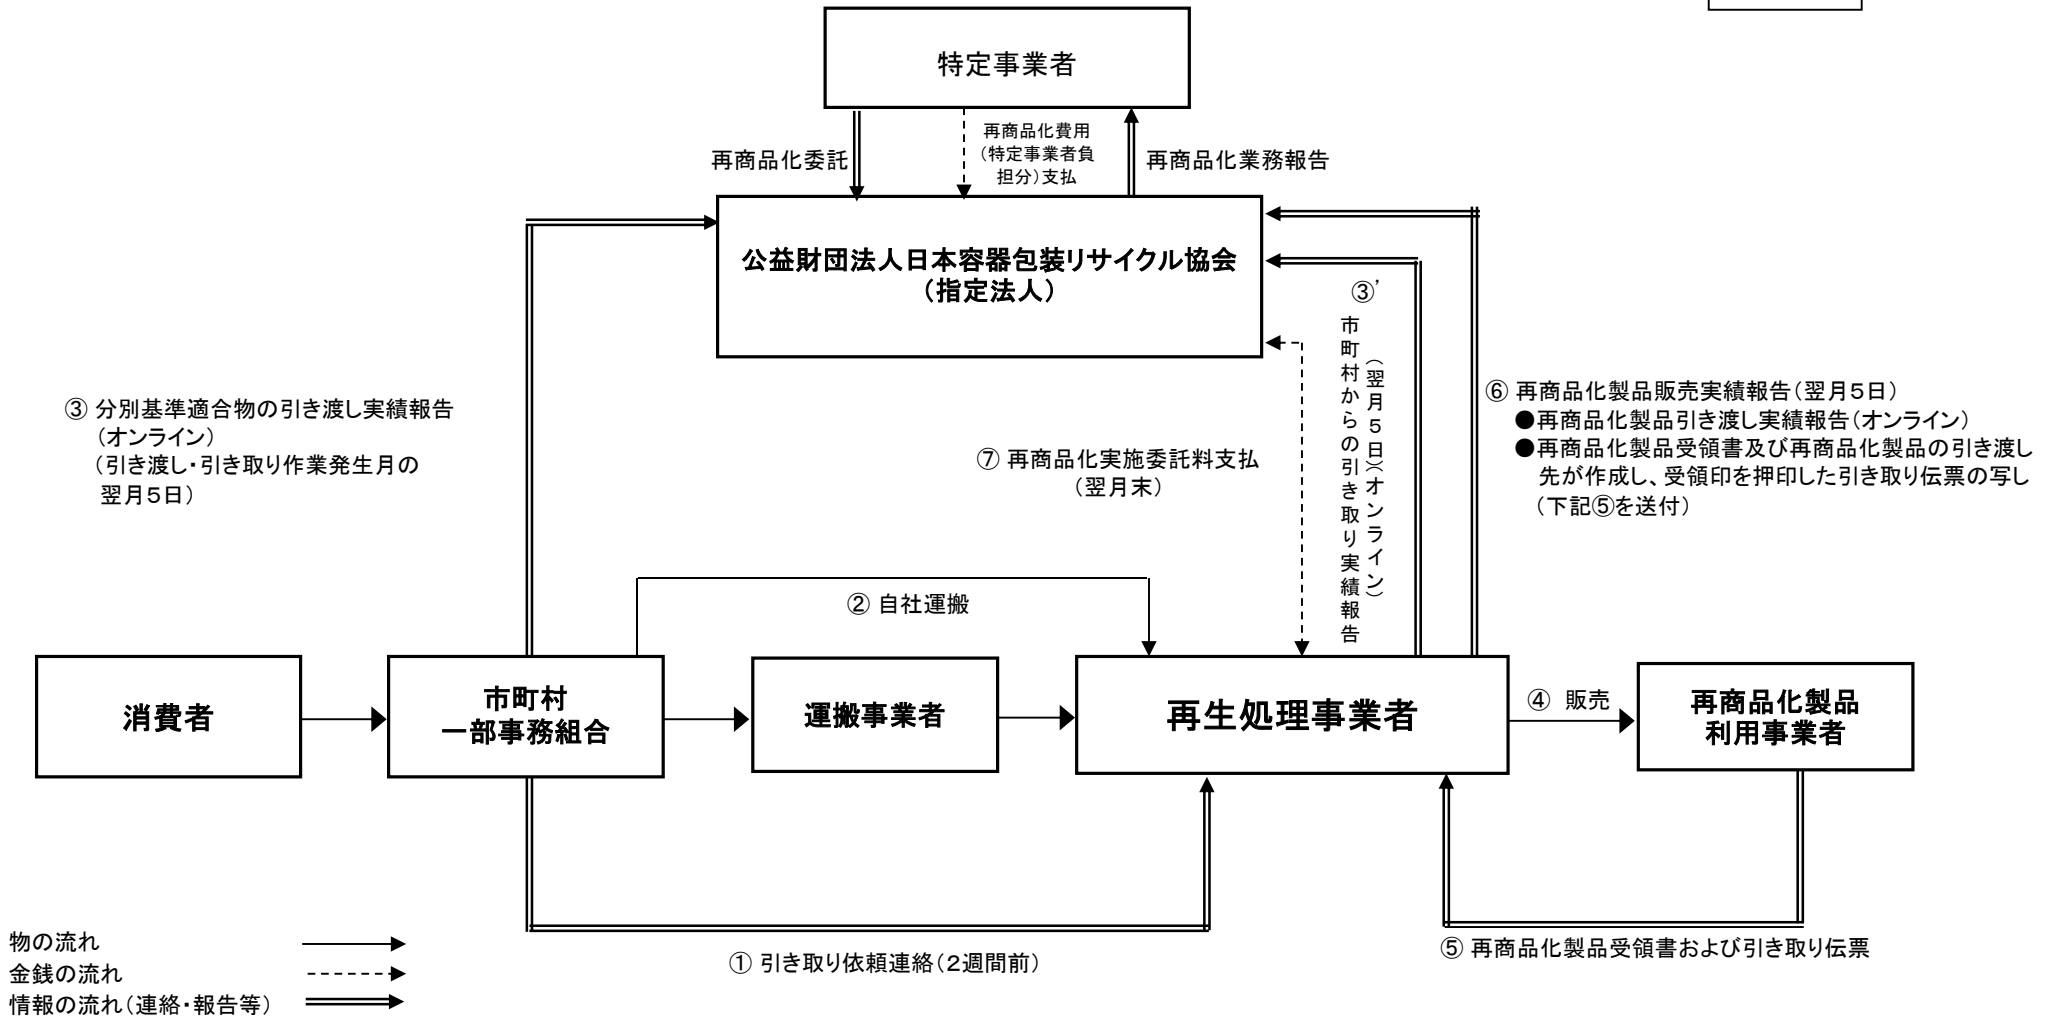 特定事業者
再商品化委託
再商品化費用
(特定事業者負
担分)支払
再商品化業務報告
公益財団法人日本容器包装リサイクル協会
(指定法人)
③'
市町村からの引き取り実績報告
(翌月5日)(オンライン)
③ 分別基準適合物の引き渡し実績報告
(オンライン)
(引き渡し・引き取り作業発生月の
翌月5日)
⑦ 再商品化実施委託料支払
(翌月末)
⑥ 再商品化製品販売実績報告(翌月5日)
●再商品化製品引き渡し実績報告(オンライン)
●再商品化製品受領書及び再商品化製品の引き渡し
先が作成し、受領印を押印した引き取り伝票の写し
(下記⑤を送付)
② 自社運搬
消費者
市町村
一部事務組合
運搬事業者
再生処理事業者
④ 販売
再商品化製品
利用事業者
① 引き取り依頼連絡(2週間前)
⑤ 再商品化製品受領書および引き取り伝票
物の流れ
金銭の流れ
情報の流れ(連絡・報告等)